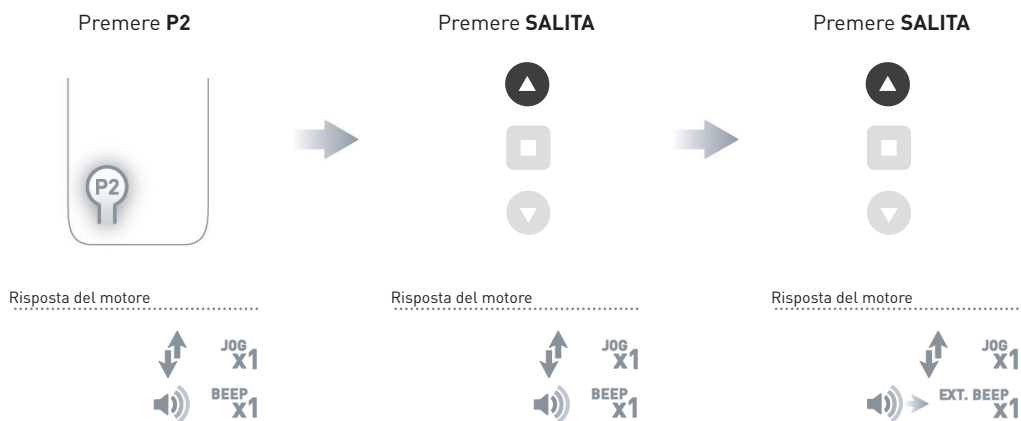 Premere P2
Premere SALITA
Premere SALITA
P2
Risposta del motore
Risposta del motore
Risposta del motore
JOG
X1
BEEP
X1
JOG
X1
BEEP
X1
JOG
X1
EXT. BEEP
X1